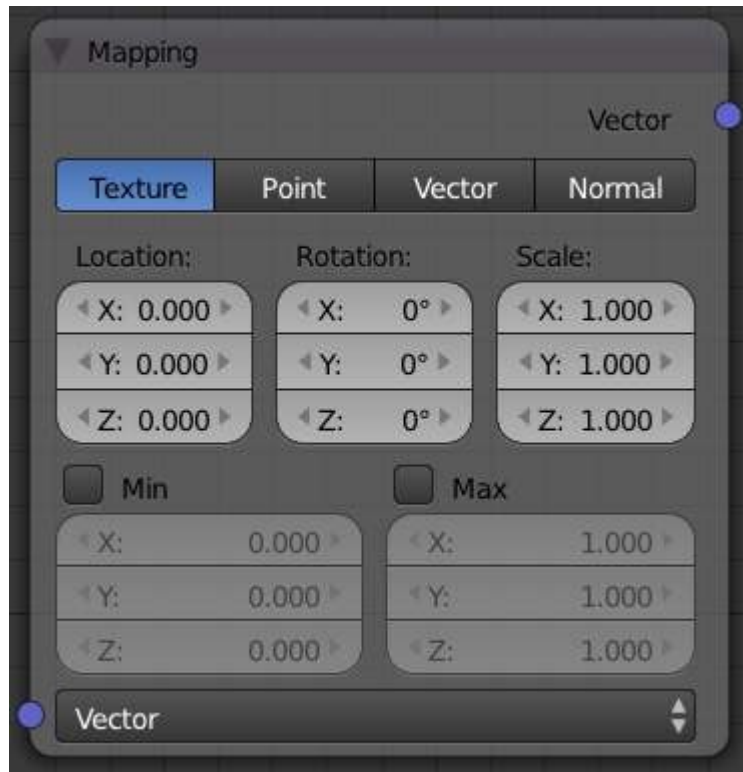 Mapping
Vector
Texture Point Vector Normal
Location: Rotation: Scale:
X: 0.000 X: 0° X: 1.000
Y: 0.000 Y: 0° Y: 1.000
Z: 0.000 Z: 0° Z: 1.000
Min Max
X: 0.000 X: 1.000
Y: 0.000 Y: 1.000
Z: 0.000 Z: 1.000
Vector